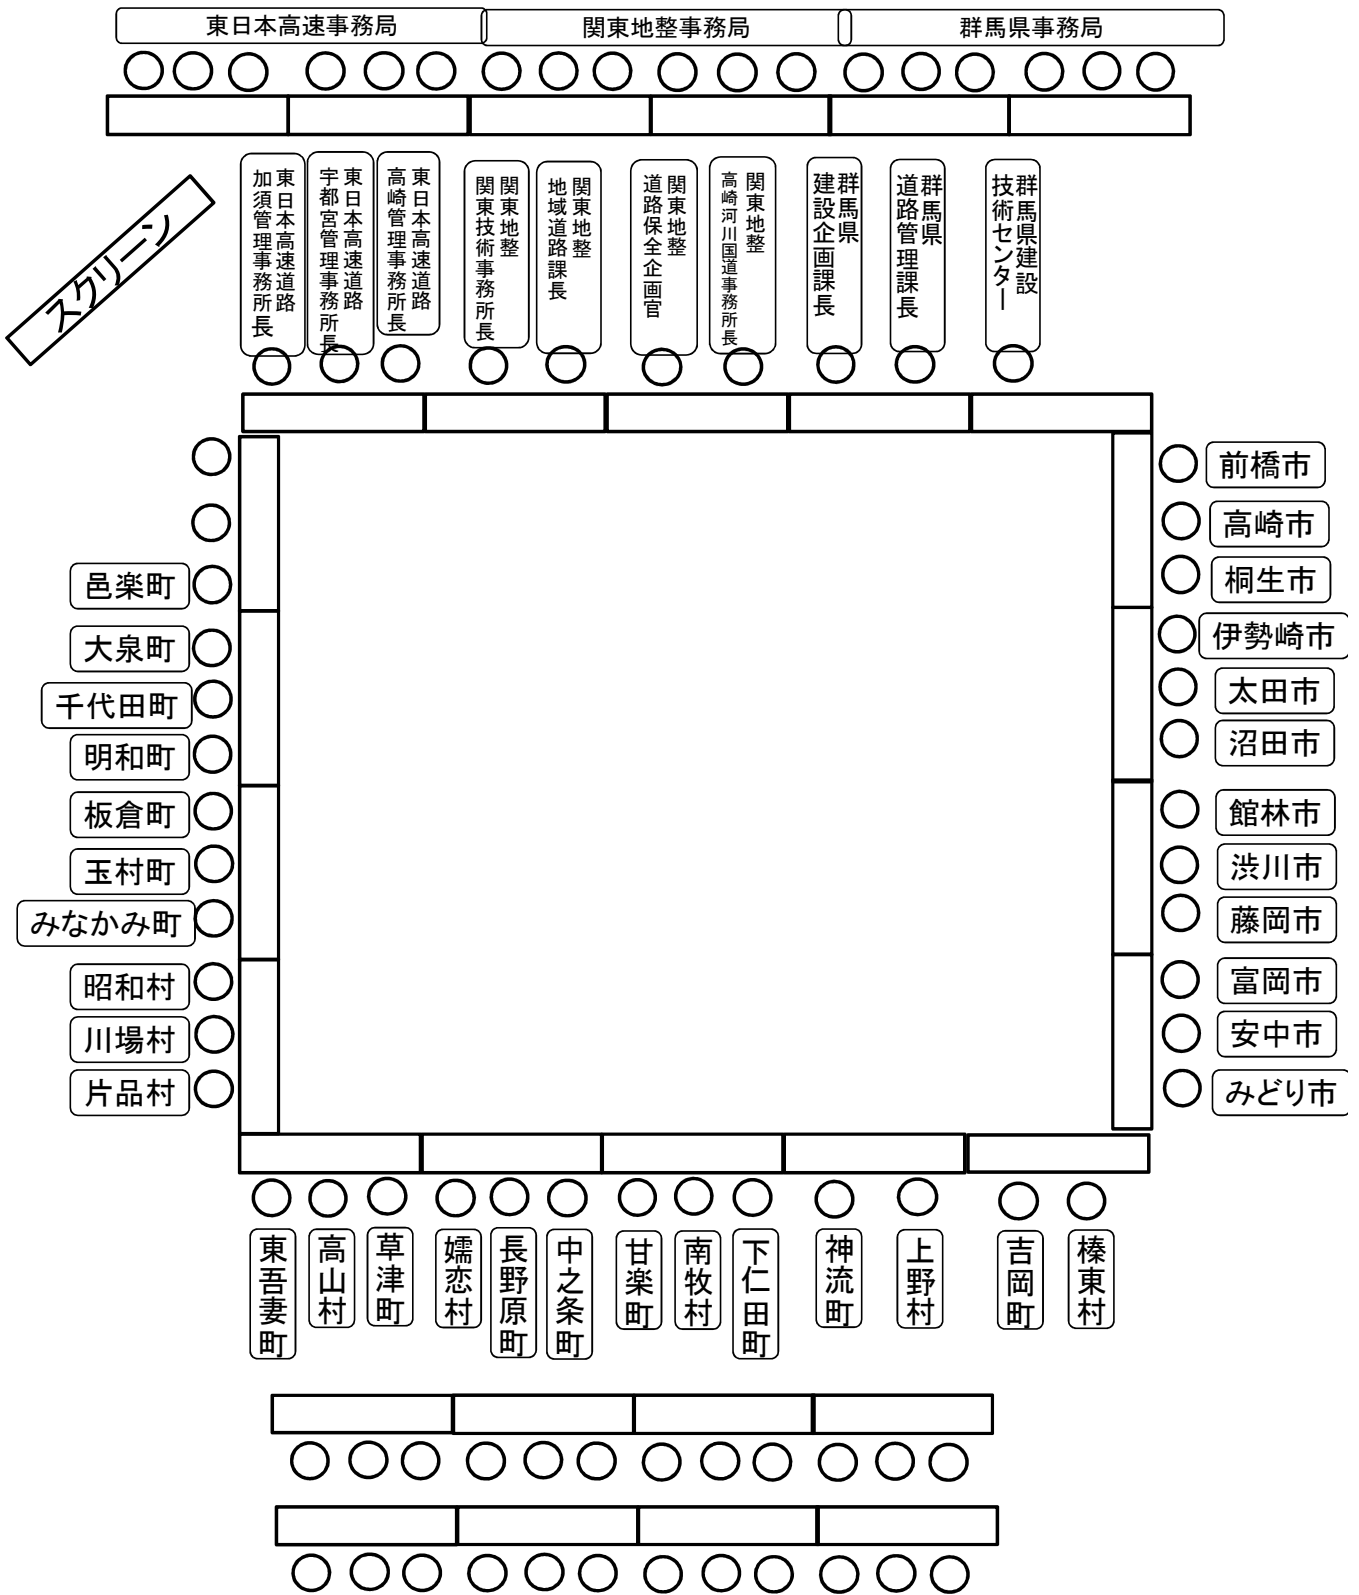 東日本高速事務局
関東地整事務局
群馬県事務局
スクリーン
東日本高速道路
加須管理事務所長
東日本高速道路
宇都宮管理事務所長
東日本高速道路
高崎管理事務所長
関東地整
関東技術事務所長
関東地整
地域道路課長
関東地整
道路保全企画官
関東地整
高崎河川国道事務所長
群馬県
建設企画課長
群馬県
道路管理課長
群馬県建設
技術センター
邑楽町
大泉町
千代田町
明和町
板倉町
玉村町
みなかみ町
昭和村
川場村
片品村
前橋市
高崎市
桐生市
伊勢崎市
太田市
沼田市
館林市
渋川市
藤岡市
富岡市
安中市
みどり市
東吾妻町
高山村
草津町
嬬恋村
長野原町
中之条町
甘楽町
南牧村
下仁田町
神流町
上野村
吉岡町
榛東村